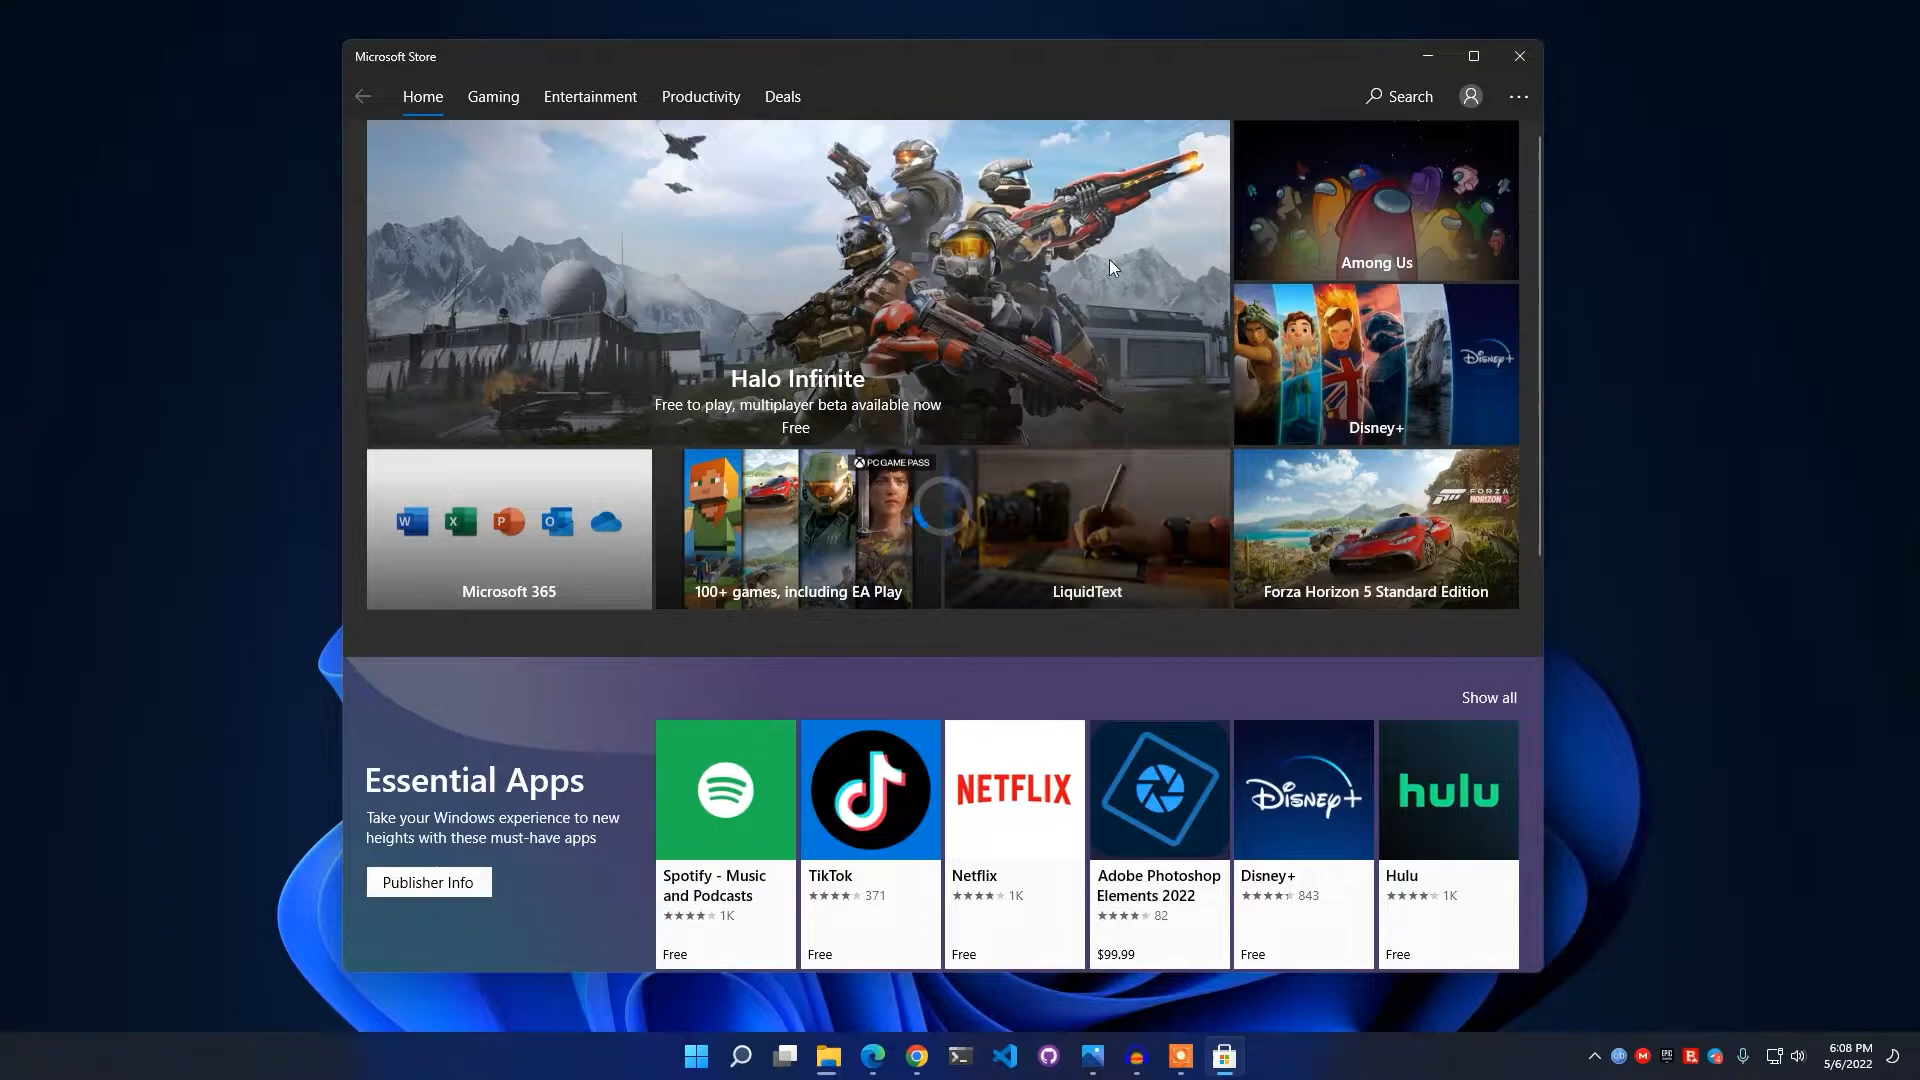 Microsoft Store
Home
Gaming
Entertainment
Productivity
Deals
Search
Halo Infinite
Free to play, multiplayer beta available now
Free
Among Us
DISNEY+
Disney+
W X P O
Microsoft 365
PC GAME PASS
100+ games, including EA Play
LiquidText
FORZA
HORIZON 5
Forza Horizon 5 Standard Edition
Show all
Essential Apps
Take your Windows experience to new
heights with these must-have apps
Publisher Info
Spotify - Music
and Podcasts
1K
Free
TikTok
371
Free
NETFLIX
Netflix
1K
Free
Adobe Photoshop
Elements 2022
82
$99.99
DISNEY+
Disney+
843
Free
hulu
Hulu
1K
Free
6:08 PM
5/6/2022